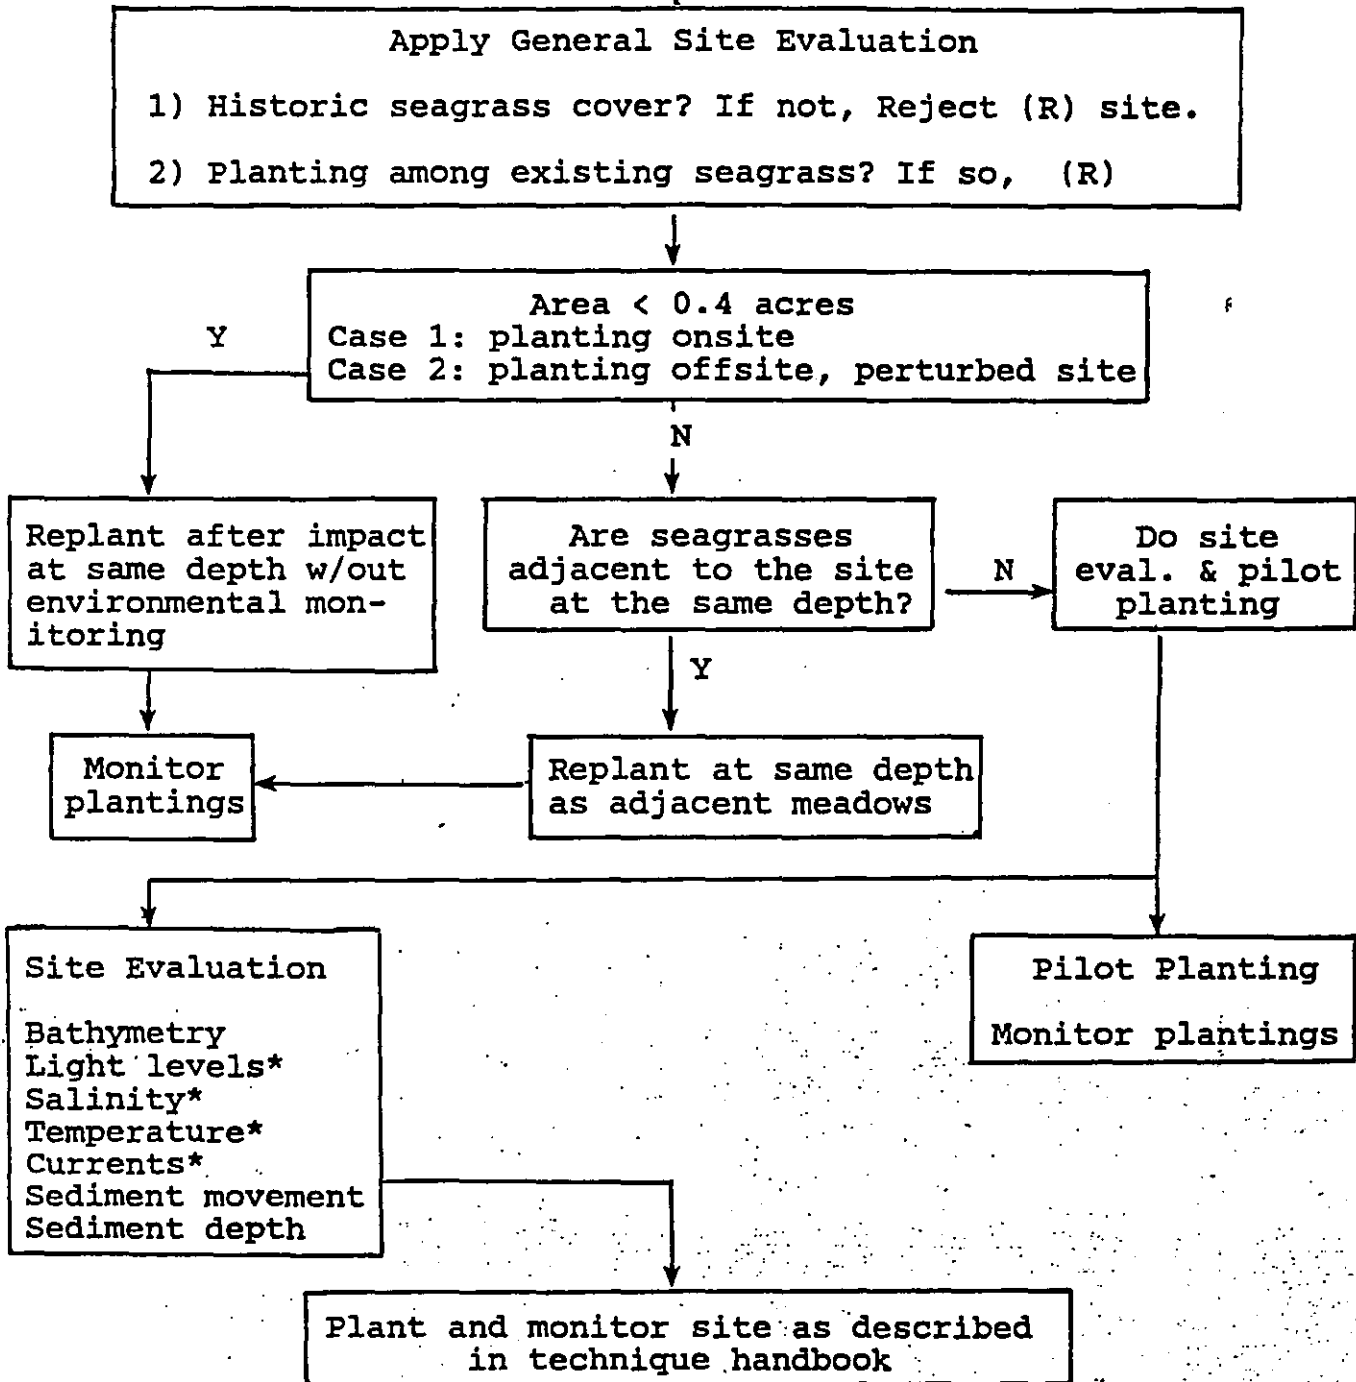 Apply General Site Evaluation
1) Historic seagrass cover? If not, Reject (R) site.
2) Planting among existing seagrass? If so, (R)
Area < 0.4 acres
Case 1: planting onsite
Case 2: planting offsite, perturbed site
Y
N
Replant after impact
at same depth w/out
environmental mon-
itoring
Are seagrasses
adjacent to the site
at the same depth?
N
Do site
eval. & pilot
planting
Y
Monitor
plantings
Replant at same depth
as adjacent meadows
Site Evaluation
Bathymetry
Light levels*
Salinity*
Temperature*
Currents*
Sediment movement
Sediment depth
Pilot Planting
Monitor plantings
Plant and monitor site as described
in technique handbook